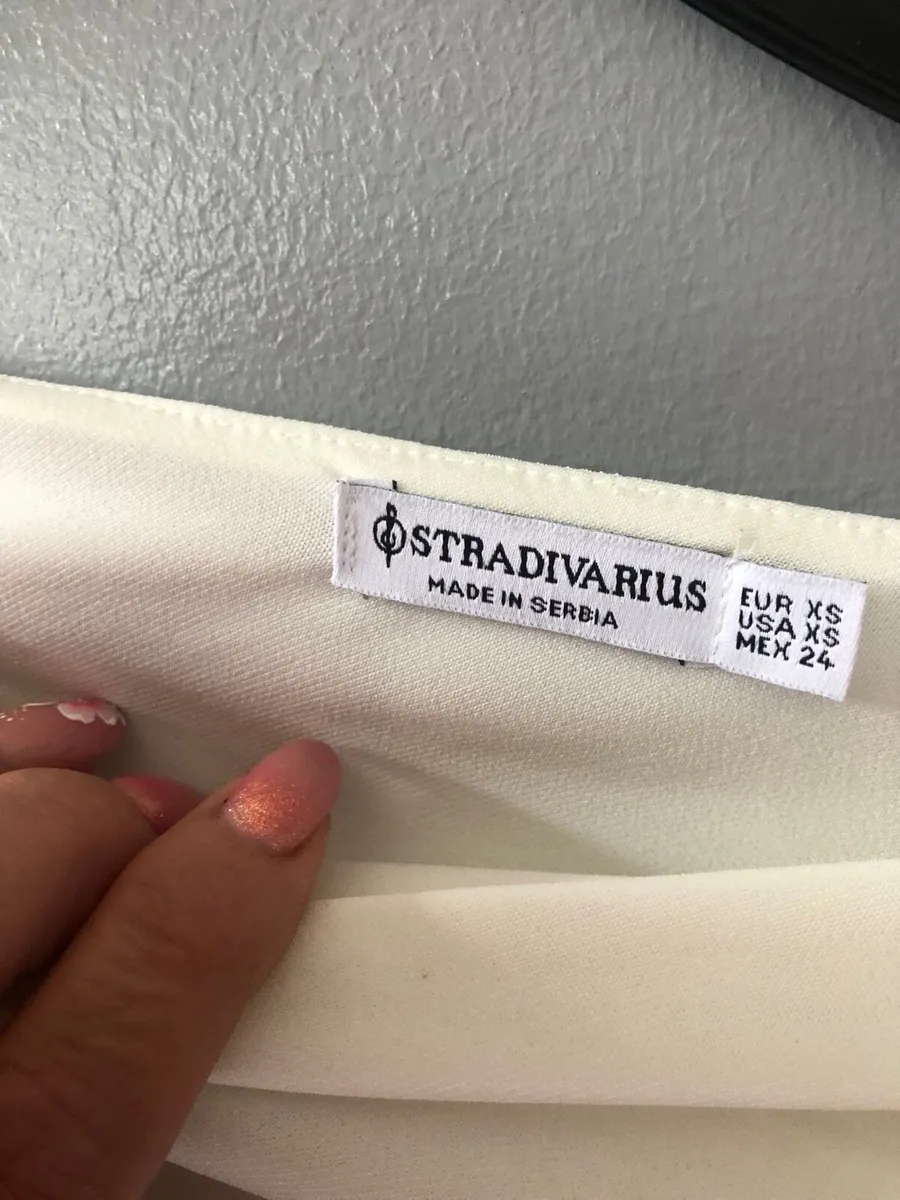 STRADIVARIUS
MADE IN SERBIA
EUR XS
USA XS
MEX 24